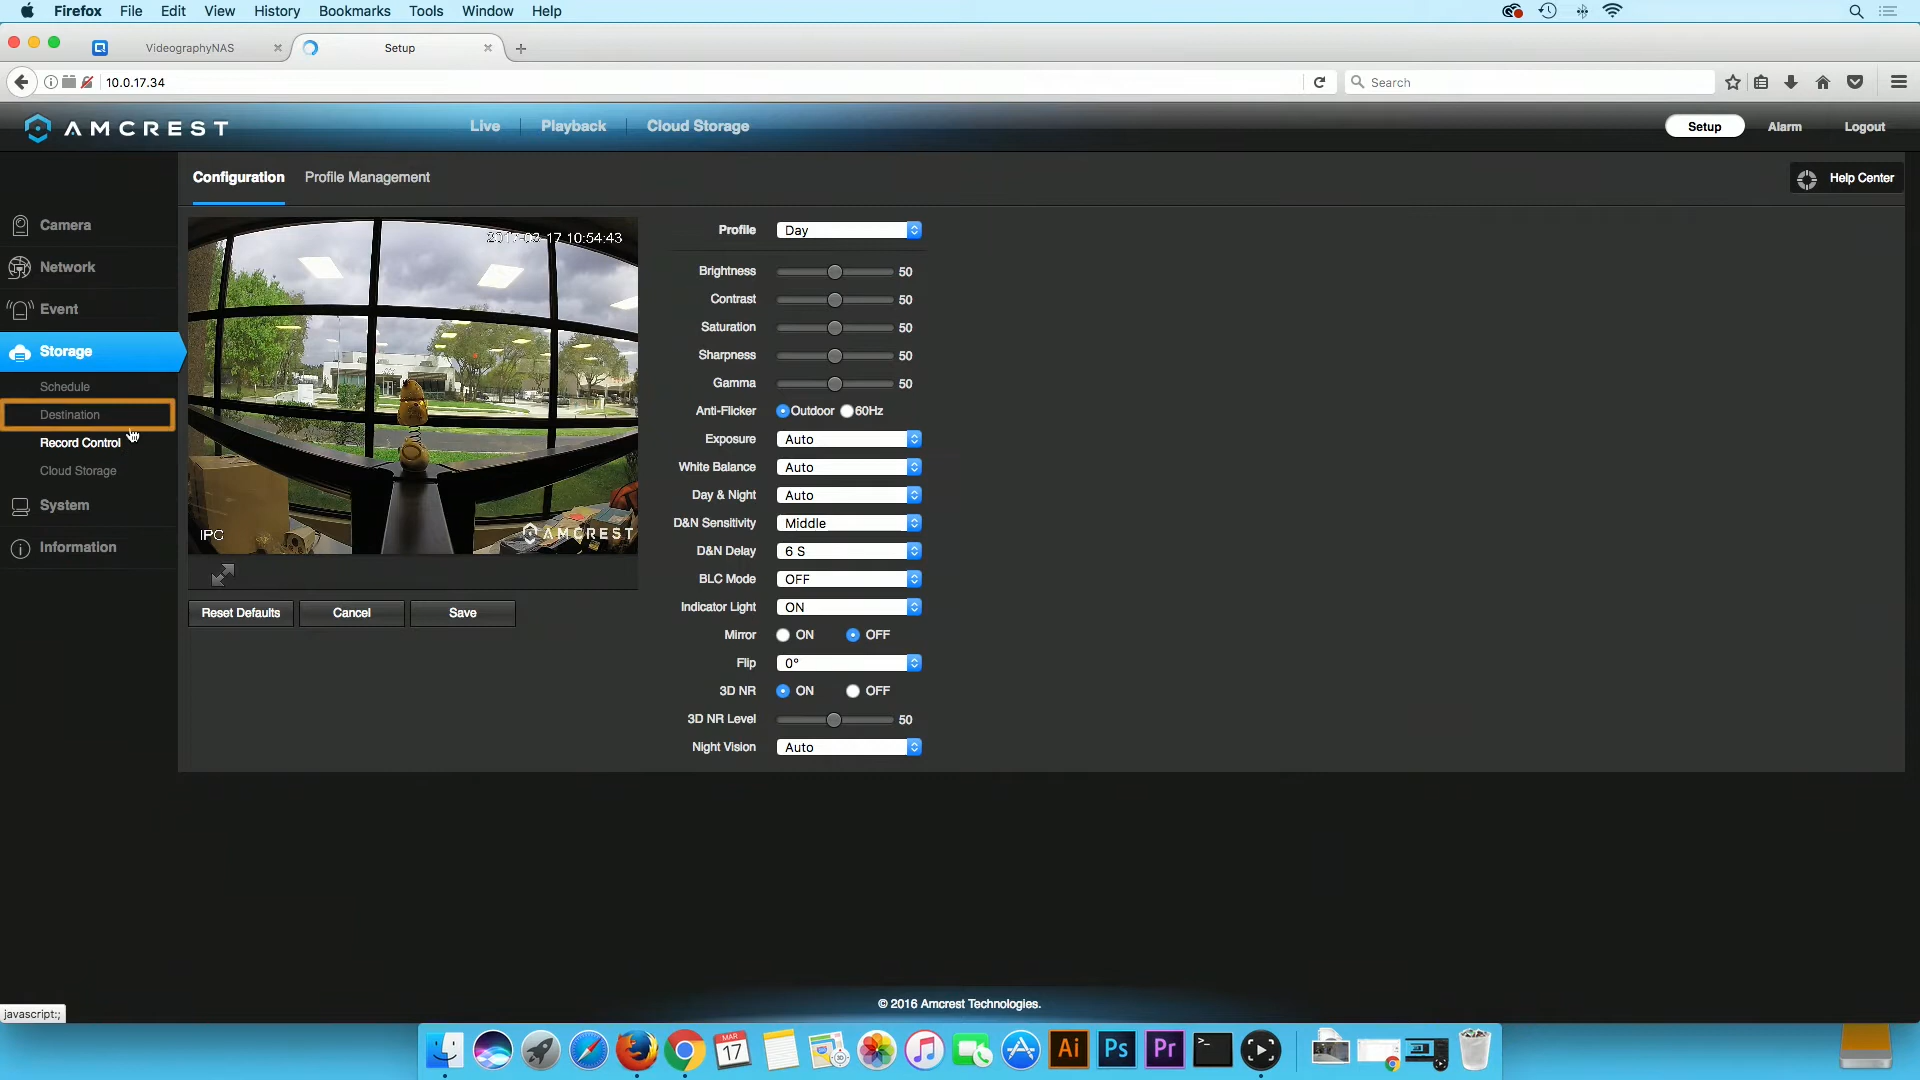 Firefox File Edit View History Bookmarks Tools Window Help
VideographyNAS Setup
10.0.17.34 Search
AMCREST Live Playback Cloud Storage Setup Alarm Logout
Configuration Profile Management Help Center
Camera
Network
Event
Storage
Schedule
Destination
Record Control
Cloud Storage
System
Information
2017-03-17 10:54:43
IPC AMCREST
Reset Defaults Cancel Save
Profile Day
Brightness 50
Contrast 50
Saturation 50
Sharpness 50
Gamma 50
Anti-Flicker Outdoor 60Hz
Exposure Auto
White Balance Auto
Day & Night Auto
D&N Sensitivity Middle
D&N Delay 6 S
BLC Mode OFF
Indicator Light ON
Mirror ON OFF
Flip 0°
3D NR ON OFF
3D NR Level 50
Night Vision Auto
© 2016 Amcrest Technologies.
javascript:;
MAR
17
Ai Ps Pr